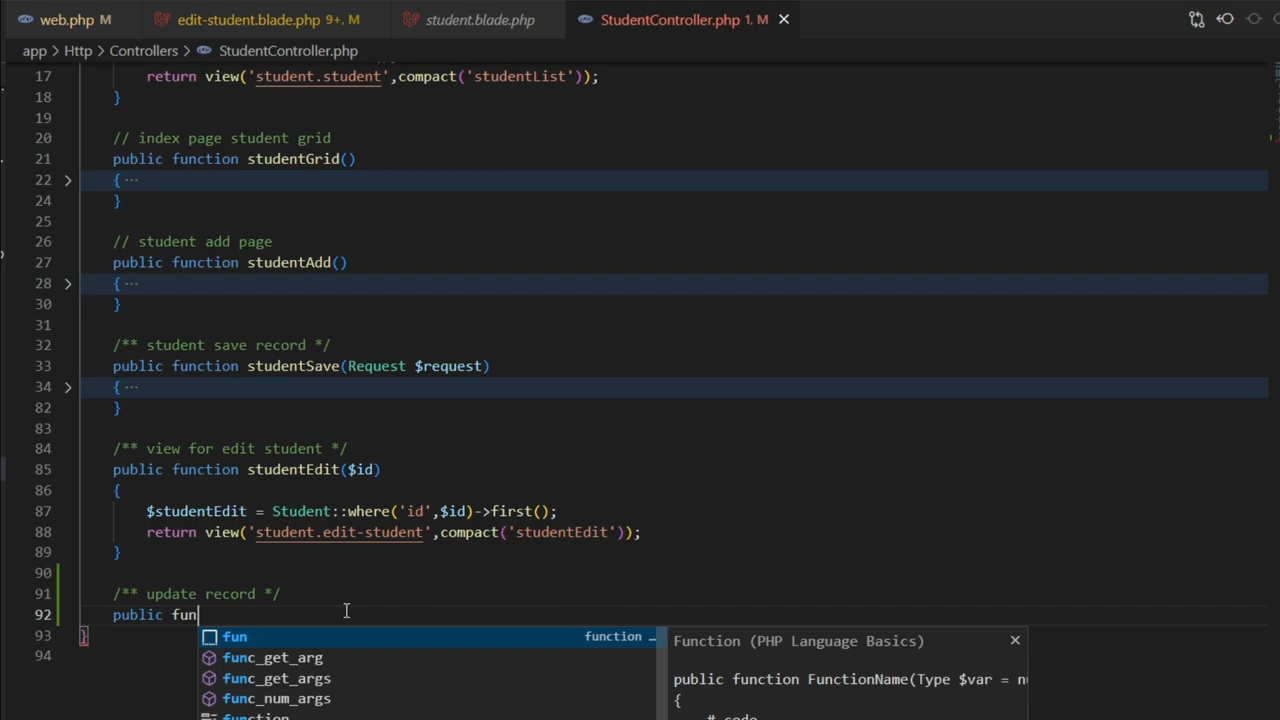 web.php M edit-student.blade.php 9+, M student.blade.php StudentController.php 1, M
app > Http > Controllers > StudentController.php
17 return view('student.student',compact('studentList'));
18 }
19
20 // index page student grid
21 public function studentGrid()
22 { ...
24 }
25
26 // student add page
27 public function studentAdd()
28 { ...
30 }
31
32 /** student save record */
33 public function studentSave(Request $request)
34 { ...
82 }
83
84 /** view for edit student */
85 public function studentEdit($id)
86 {
87 $studentEdit = Student::where('id',$id)->first();
88 return view('student.edit-student',compact('studentEdit'));
89 }
90
91 /** update record */
92 public fun
93 }
94
fun function …
func_get_arg
func_get_args
func_num_args
function
Function (PHP Language Basics)
public function FunctionName(Type $var = nu
{
# code